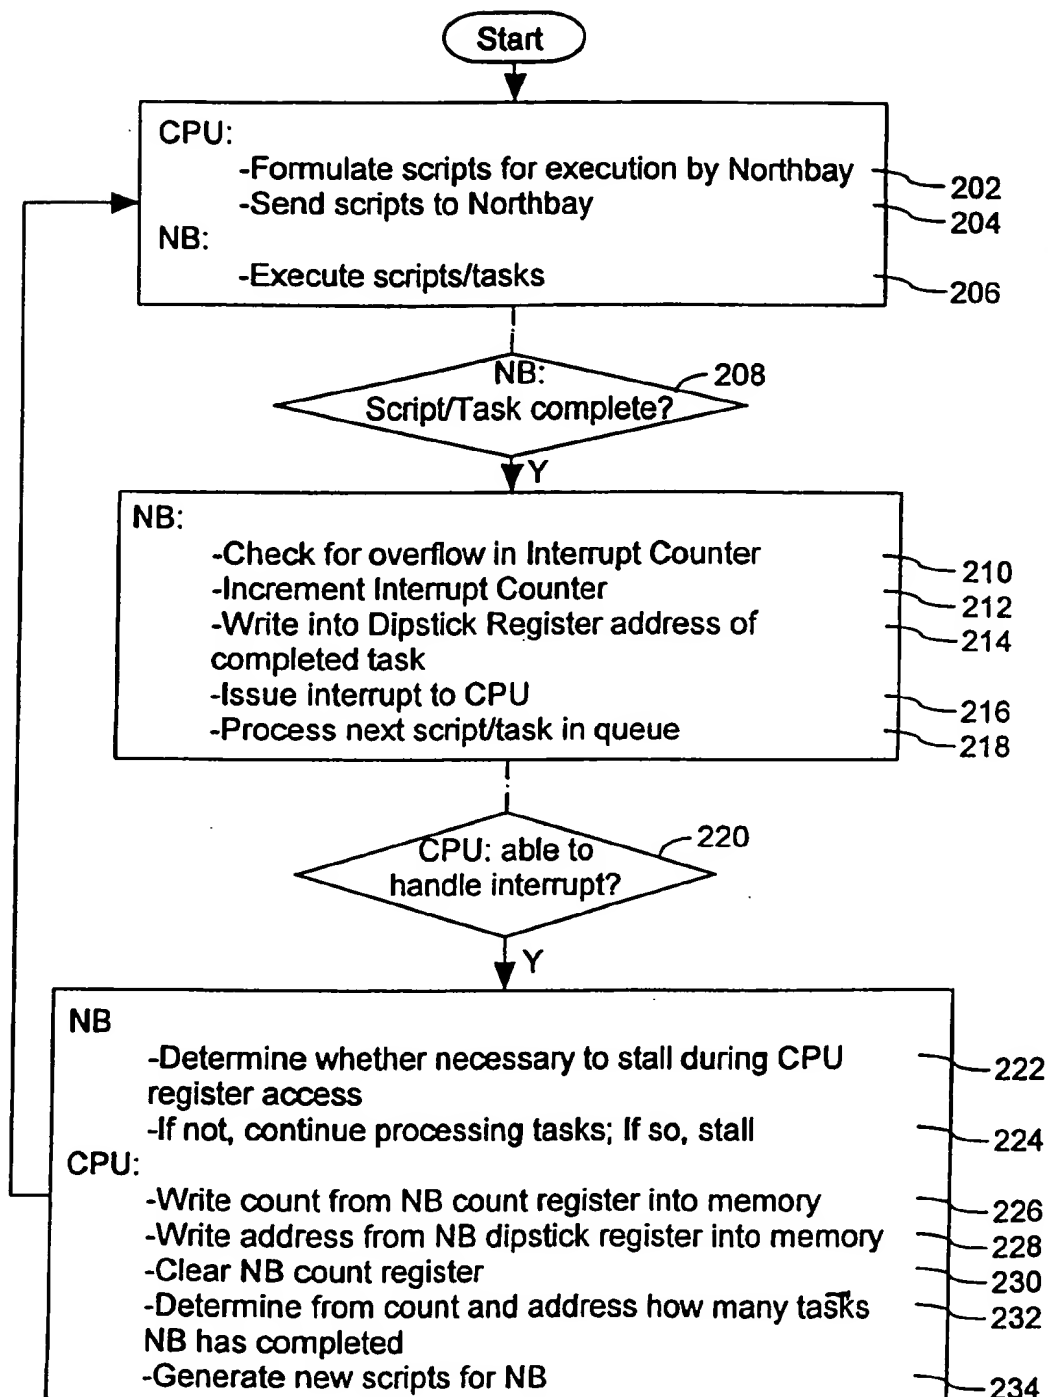 Start
CPU:
-Formulate scripts for execution by Northbay
202
-Send scripts to Northbay
204
NB:
-Execute scripts/tasks
206
NB:
208
Script/Task complete?
Y
NB:
-Check for overflow in Interrupt Counter
210
-Increment Interrupt Counter
212
-Write into Dipstick Register address of
214
completed task
-Issue interrupt to CPU
216
-Process next script/task in queue
218
CPU: able to
220
handle interrupt?
Y
NB
-Determine whether necessary to stall during CPU
222
register access
-If not, continue processing tasks; If so, stall
224
CPU:
-Write count from NB count register into memory
226
-Write address from NB dipstick register into memory
228
-Clear NB count register
230
-Determine from count and address how many tasks
232
NB has completed
-Generate new scripts for NB
234